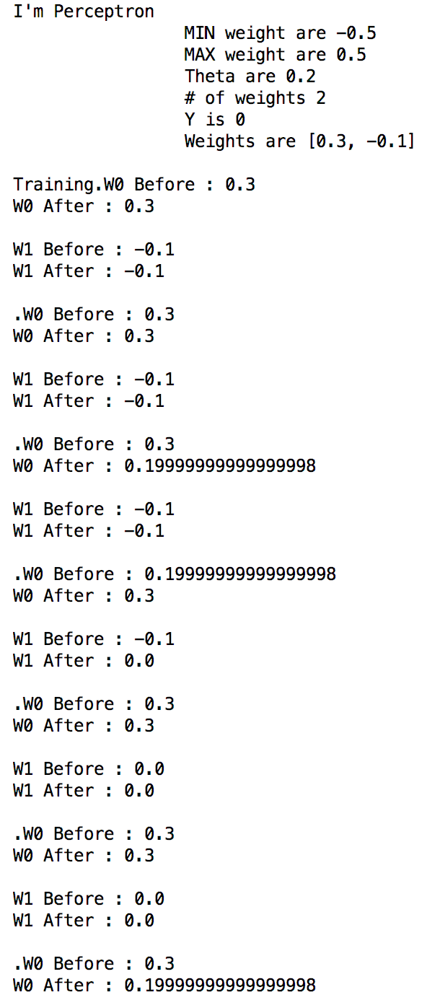 I'm Perceptron
MIN weight are -0.5
MAX weight are 0.5
Theta are 0.2
# of weights 2
Y is 0
Weights are [0.3, -0.1]
Training.W0 Before : 0.3
W0 After : 0.3
W1 Before : -0.1
W1 After : -0.1
.W0 Before : 0.3
W0 After : 0.3
W1 Before : -0.1
W1 After : -0.1
.W0 Before : 0.3
W0 After : 0.19999999999999998
W1 Before : -0.1
W1 After : -0.1
.W0 Before : 0.19999999999999998
W0 After : 0.3
W1 Before : -0.1
W1 After : 0.0
.W0 Before : 0.3
W0 After : 0.3
W1 Before : 0.0
W1 After : 0.0
.W0 Before : 0.3
W0 After : 0.3
W1 Before : 0.0
W1 After : 0.0
.W0 Before : 0.3
W0 After : 0.19999999999999998